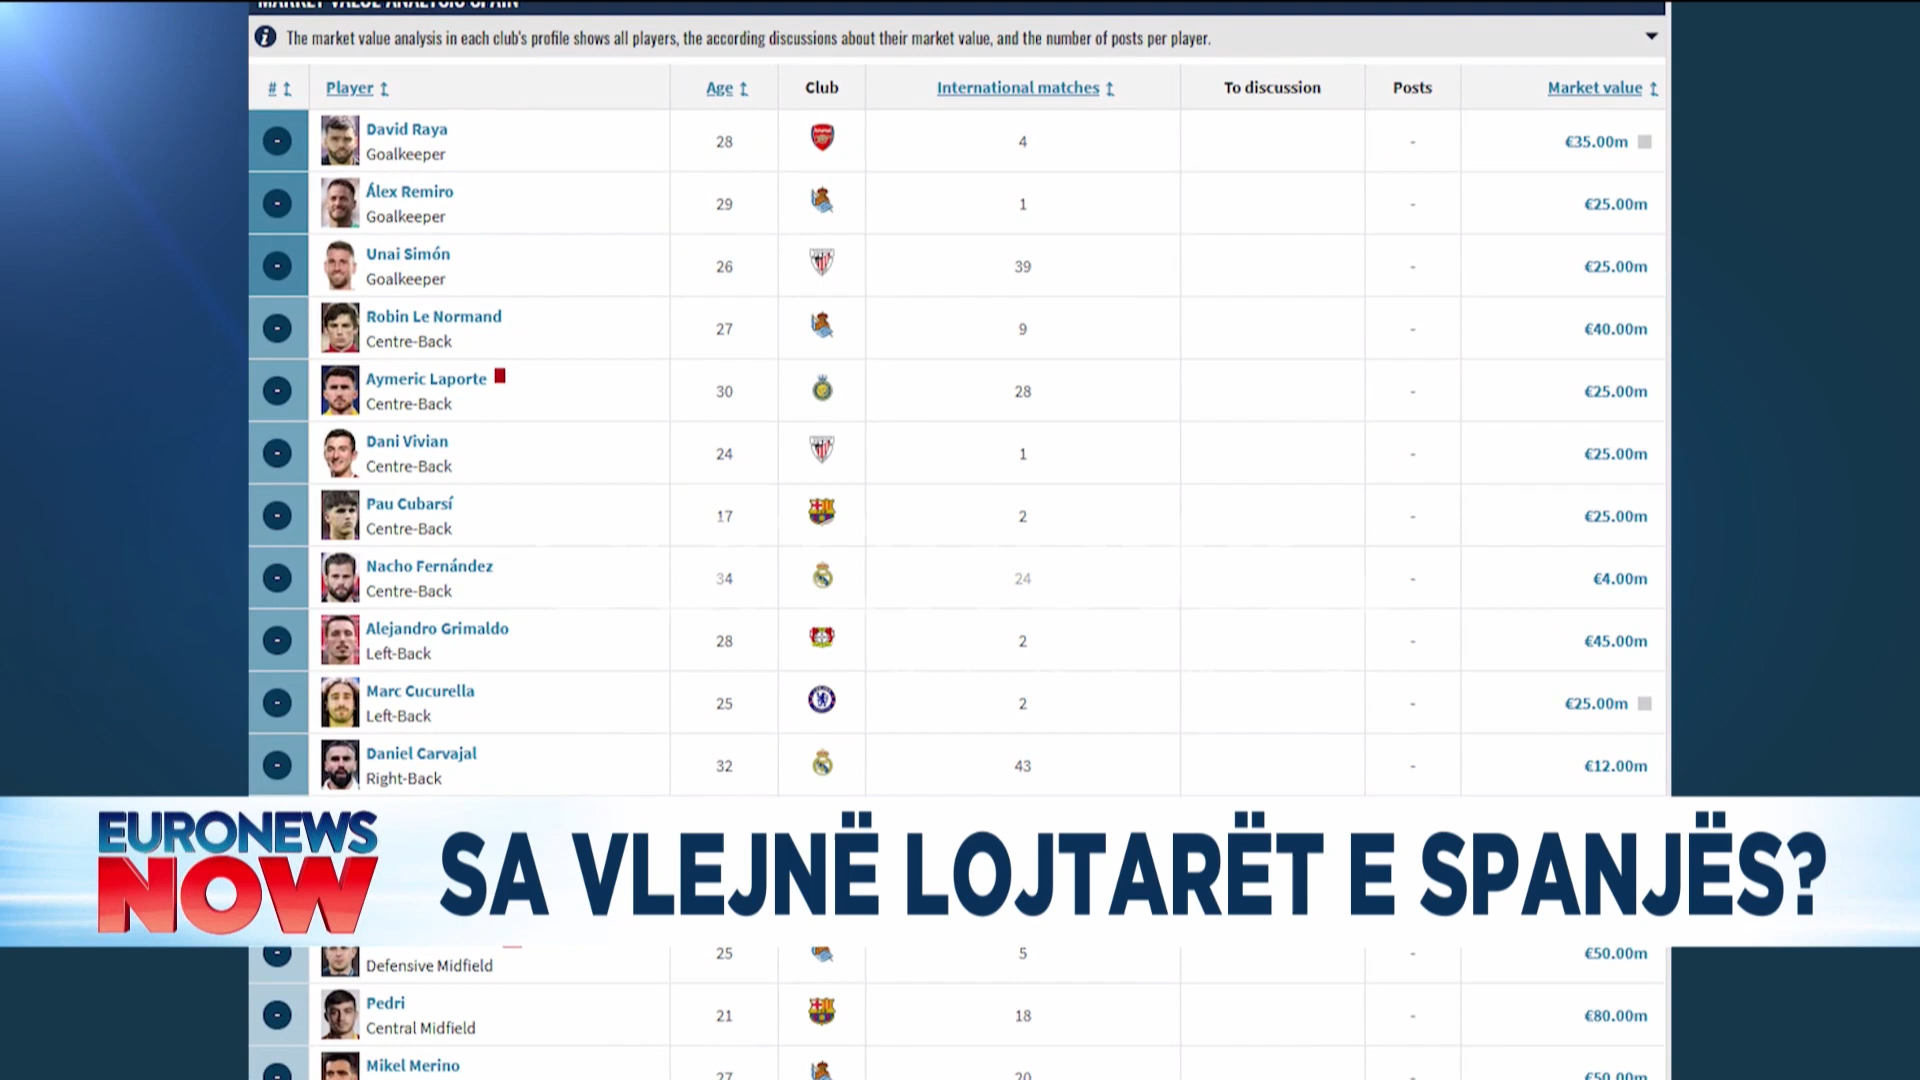 MARKET VALUE ANALYSIS SPAIN
The market value analysis in each club's profile shows all players, the according discussions about their market value, and the number of posts per player.
# Player Age Club International matches To discussion Posts Market value
David Raya
Goalkeeper
28 4 - €35.00m
Álex Remiro
Goalkeeper
29 1 - €25.00m
Unai Simón
Goalkeeper
26 39 - €25.00m
Robin Le Normand
Centre-Back
27 9 - €40.00m
Aymeric Laporte
Centre-Back
30 28 - €25.00m
Dani Vivian
Centre-Back
24 1 - €25.00m
Pau Cubarsí
Centre-Back
17 2 - €25.00m
Nacho Fernández
Centre-Back
34 24 - €4.00m
Alejandro Grimaldo
Left-Back
28 2 - €45.00m
Marc Cucurella
Left-Back
25 2 - €25.00m
Daniel Carvajal
Right-Back
32 43 - €12.00m
EURONEWS
NOW
SA VLEJNË LOJTARËT E SPANJËS?
25 5 - €50.00m
Defensive Midfield
Pedri
Central Midfield
21 18 - €80.00m
Mikel Merino
27 20 €50.00m